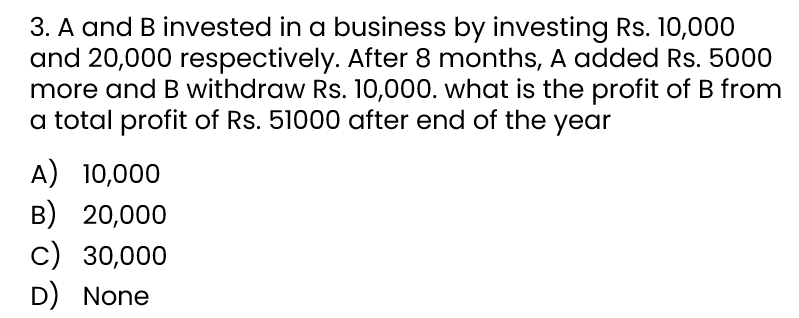 3. A and B invested in a business by investing Rs. 10,000
and 20,000 respectively. After 8 months, A added Rs. 5000
more and B withdraw Rs. 10,000. what is the profit of B from
a total profit of Rs. 51000 after end of the year
A) 10,000
B) 20,000
C) 30,000
D) None